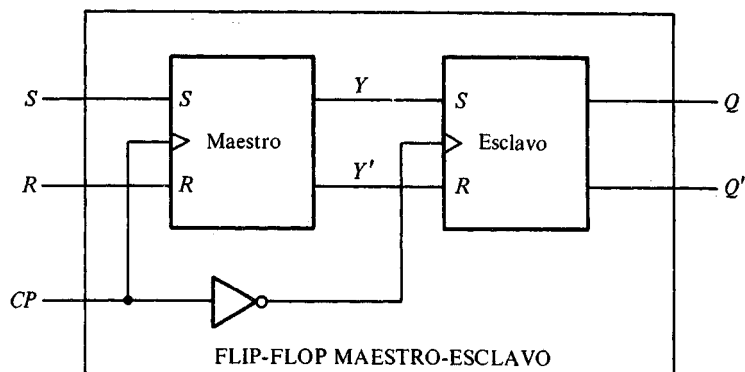 S
S
Maestro
R
R
CP
Y
Y'
S
Esclavo
R
Q
Q'
FLIP-FLOP MAESTRO-ESCLAVO